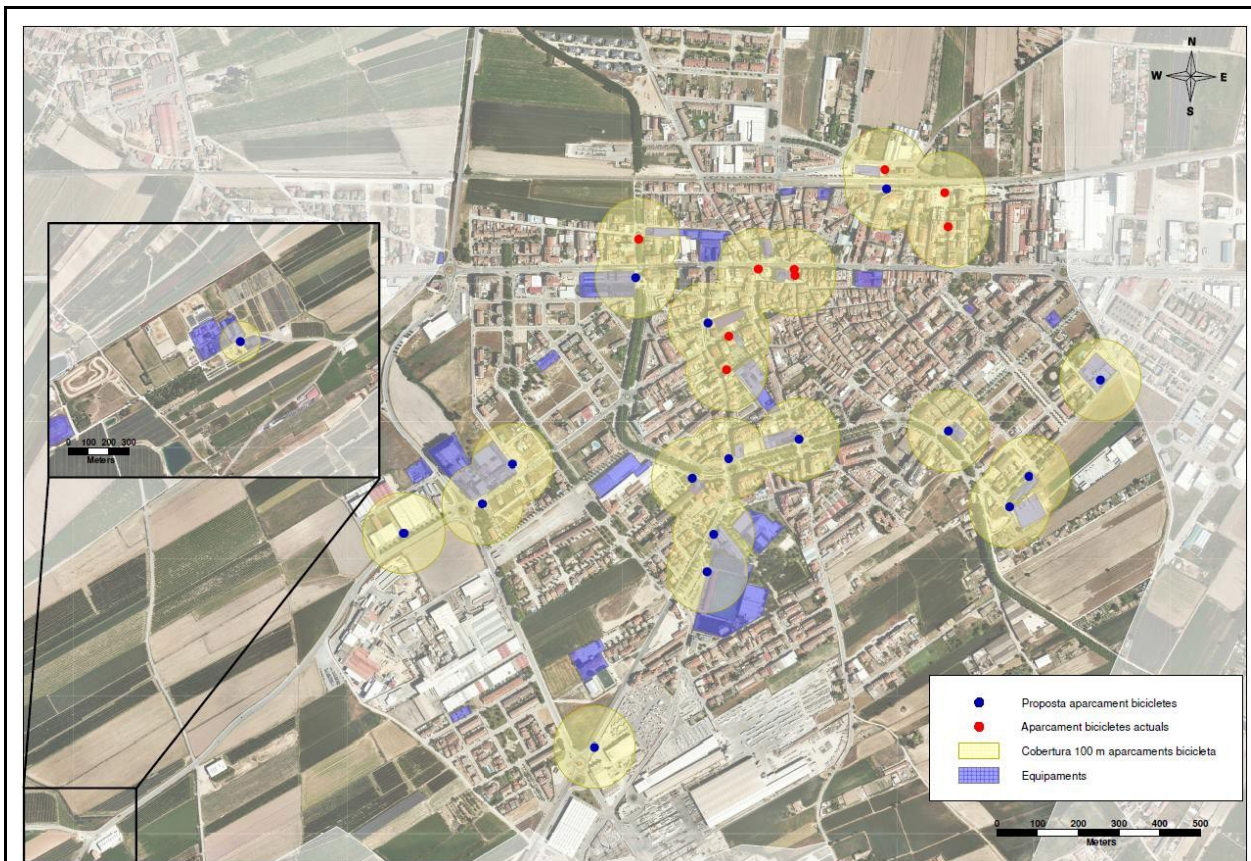 N
W E
S
0 100 200 300
Meters
Proposta aparcament bicicletes
Aparcament bicicletes actuals
Cobertura 100 m aparcaments bicicleta
Equipaments
0 100 200 300 400 500
Meters